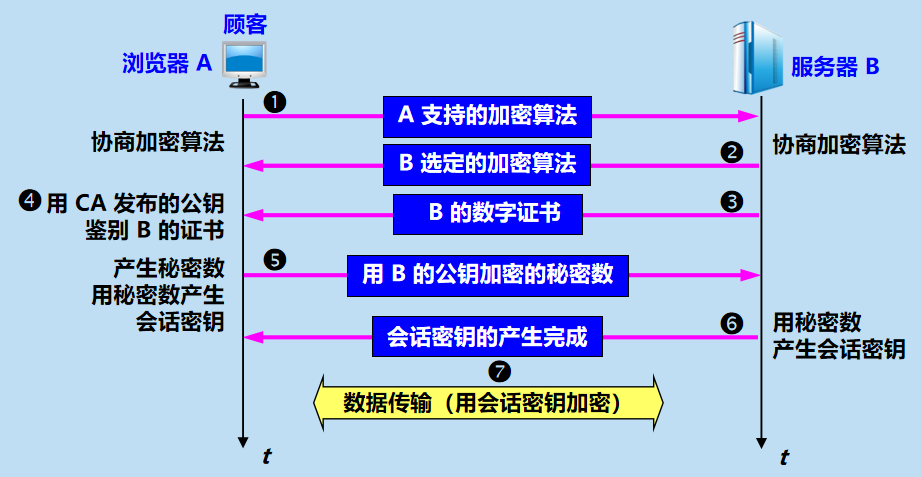 顾客
浏览器 A
服务器 B
❶
A 支持的加密算法
协商加密算法
协商加密算法
❷
B 选定的加密算法
❸
B 的数字证书
❹ 用 CA 发布的公钥
鉴别 B 的证书
❺
用 B 的公钥加密的秘密数
产生秘密数
用秘密数产生
会话密钥
❻
会话密钥的产生完成
用秘密数
产生会话密钥
❼
数据传输（用会话密钥加密）
t
t